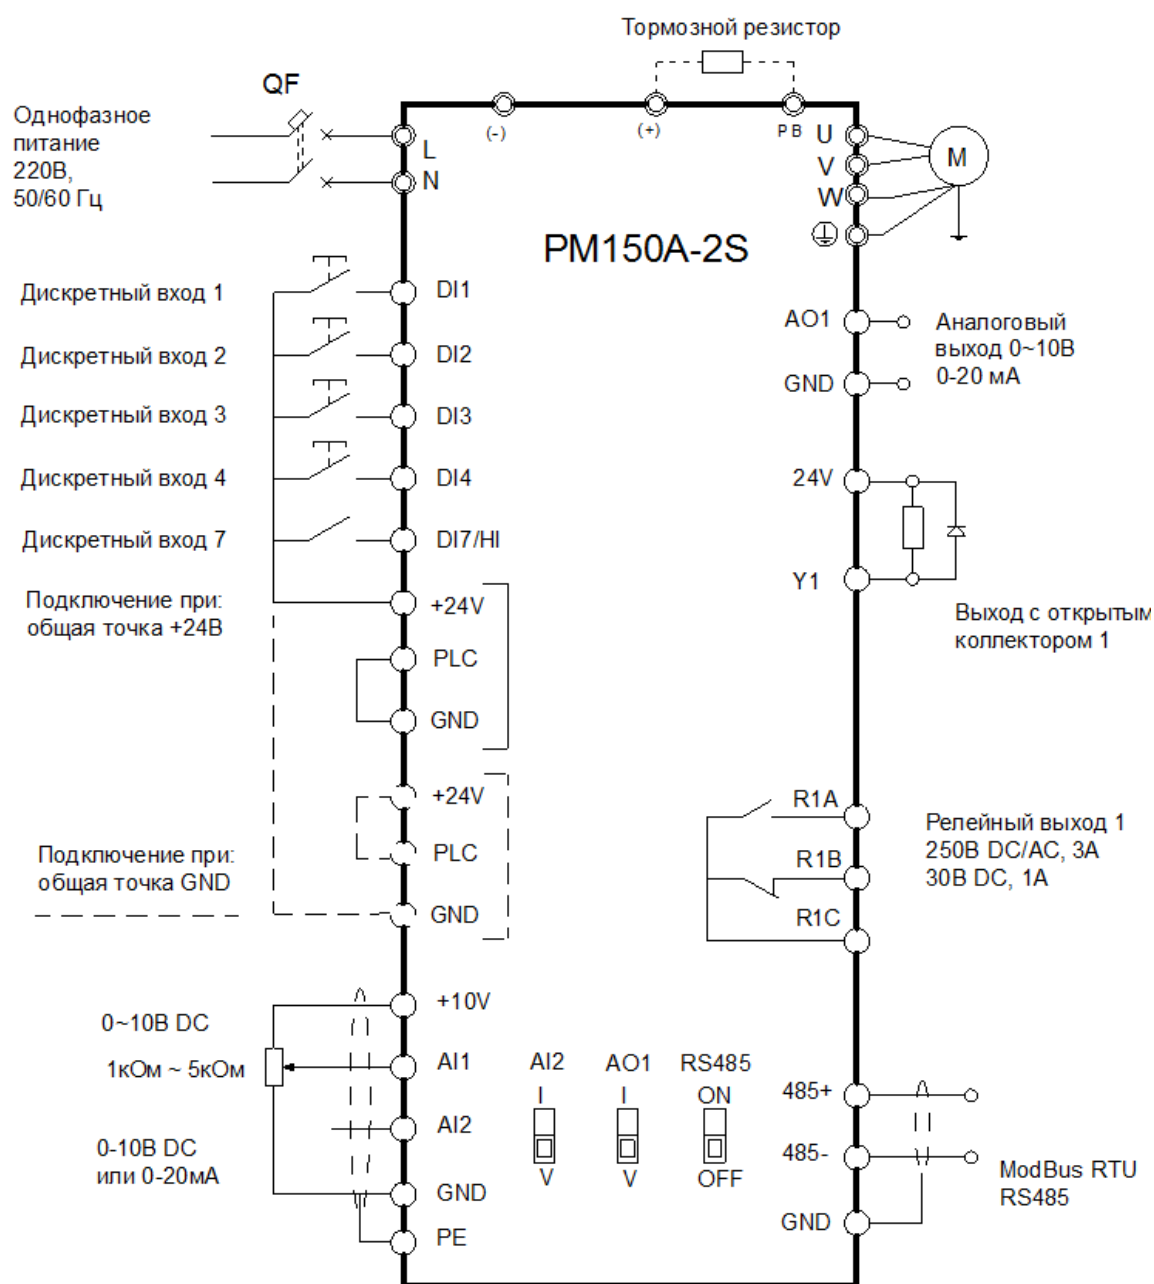 Тормозной резистор
QF
Однофазное
питание
220В,
50/60 Гц
(-)
(+)
PB
L
N
U
V
W
M
PM150A-2S
Дискретный вход 1
DI1
Дискретный вход 2
DI2
Дискретный вход 3
DI3
Дискретный вход 4
DI4
Дискретный вход 7
DI7/HI
Подключение при:
общая точка +24В
+24V
PLC
GND
+24V
PLC
GND
Подключение при:
общая точка GND
AO1
GND
Аналоговый
выход 0~10В
0-20 мА
24V
Y1
Выход с открытым
коллектором 1
R1A
R1B
R1C
Релейный выход 1
250В DC/AC, 3А
30В DC, 1А
0~10В DC
1кОм ~ 5кОм
0-10В DC
или 0-20мА
+10V
AI1
AI2
GND
PE
AI2
I
V
AO1
I
V
RS485
ON
OFF
485+
485-
GND
ModBus RTU
RS485